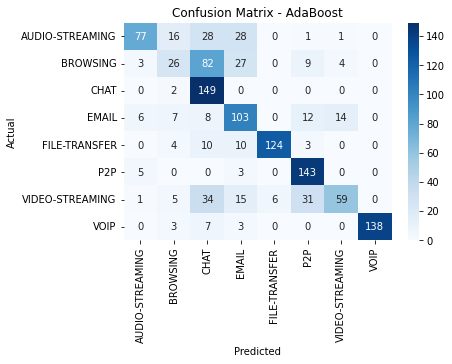 Confusion Matrix - AdaBoost
Actual
AUDIO-STREAMING 77 16 28 28 0 1 1 0
BROWSING 3 26 82 27 0 9 4 0
CHAT 0 2 149 0 0 0 0 0
EMAIL 6 7 8 103 0 12 14 0
FILE-TRANSFER 0 4 10 10 124 3 0 0
P2P 5 0 0 3 0 143 0 0
VIDEO-STREAMING 1 5 34 15 6 31 59 0
VOIP 0 3 7 3 0 0 0 138
AUDIO-STREAMING
BROWSING
CHAT
EMAIL
FILE-TRANSFER
P2P
VIDEO-STREAMING
VOIP
Predicted
140
120
100
80
60
40
20
0